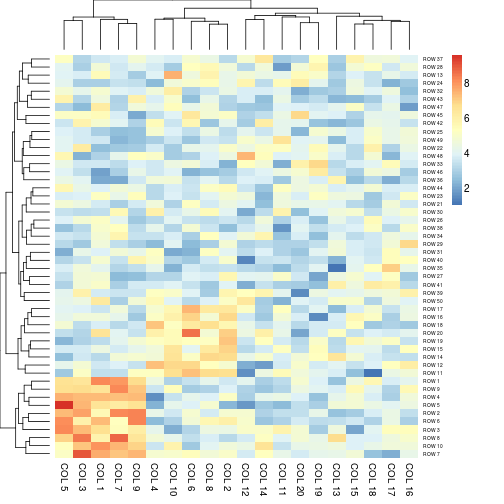 ROW 37
ROW 28
ROW 13
ROW 24
ROW 32
ROW 43
ROW 47
ROW 45
ROW 42
ROW 25
ROW 49
ROW 22
ROW 48
ROW 33
ROW 46
ROW 36
ROW 44
ROW 23
ROW 21
ROW 30
ROW 26
ROW 38
ROW 34
ROW 29
ROW 31
ROW 40
ROW 35
ROW 27
ROW 41
ROW 39
ROW 50
ROW 17
ROW 16
ROW 18
ROW 20
ROW 19
ROW 15
ROW 14
ROW 12
ROW 11
ROW 1
ROW 9
ROW 4
ROW 5
ROW 2
ROW 6
ROW 3
ROW 8
ROW 10
ROW 7
8
6
4
2
COL 5
COL 3
COL 1
COL 7
COL 9
COL 4
COL 10
COL 6
COL 8
COL 2
COL 12
COL 14
COL 11
COL 20
COL 19
COL 13
COL 15
COL 18
COL 17
COL 16